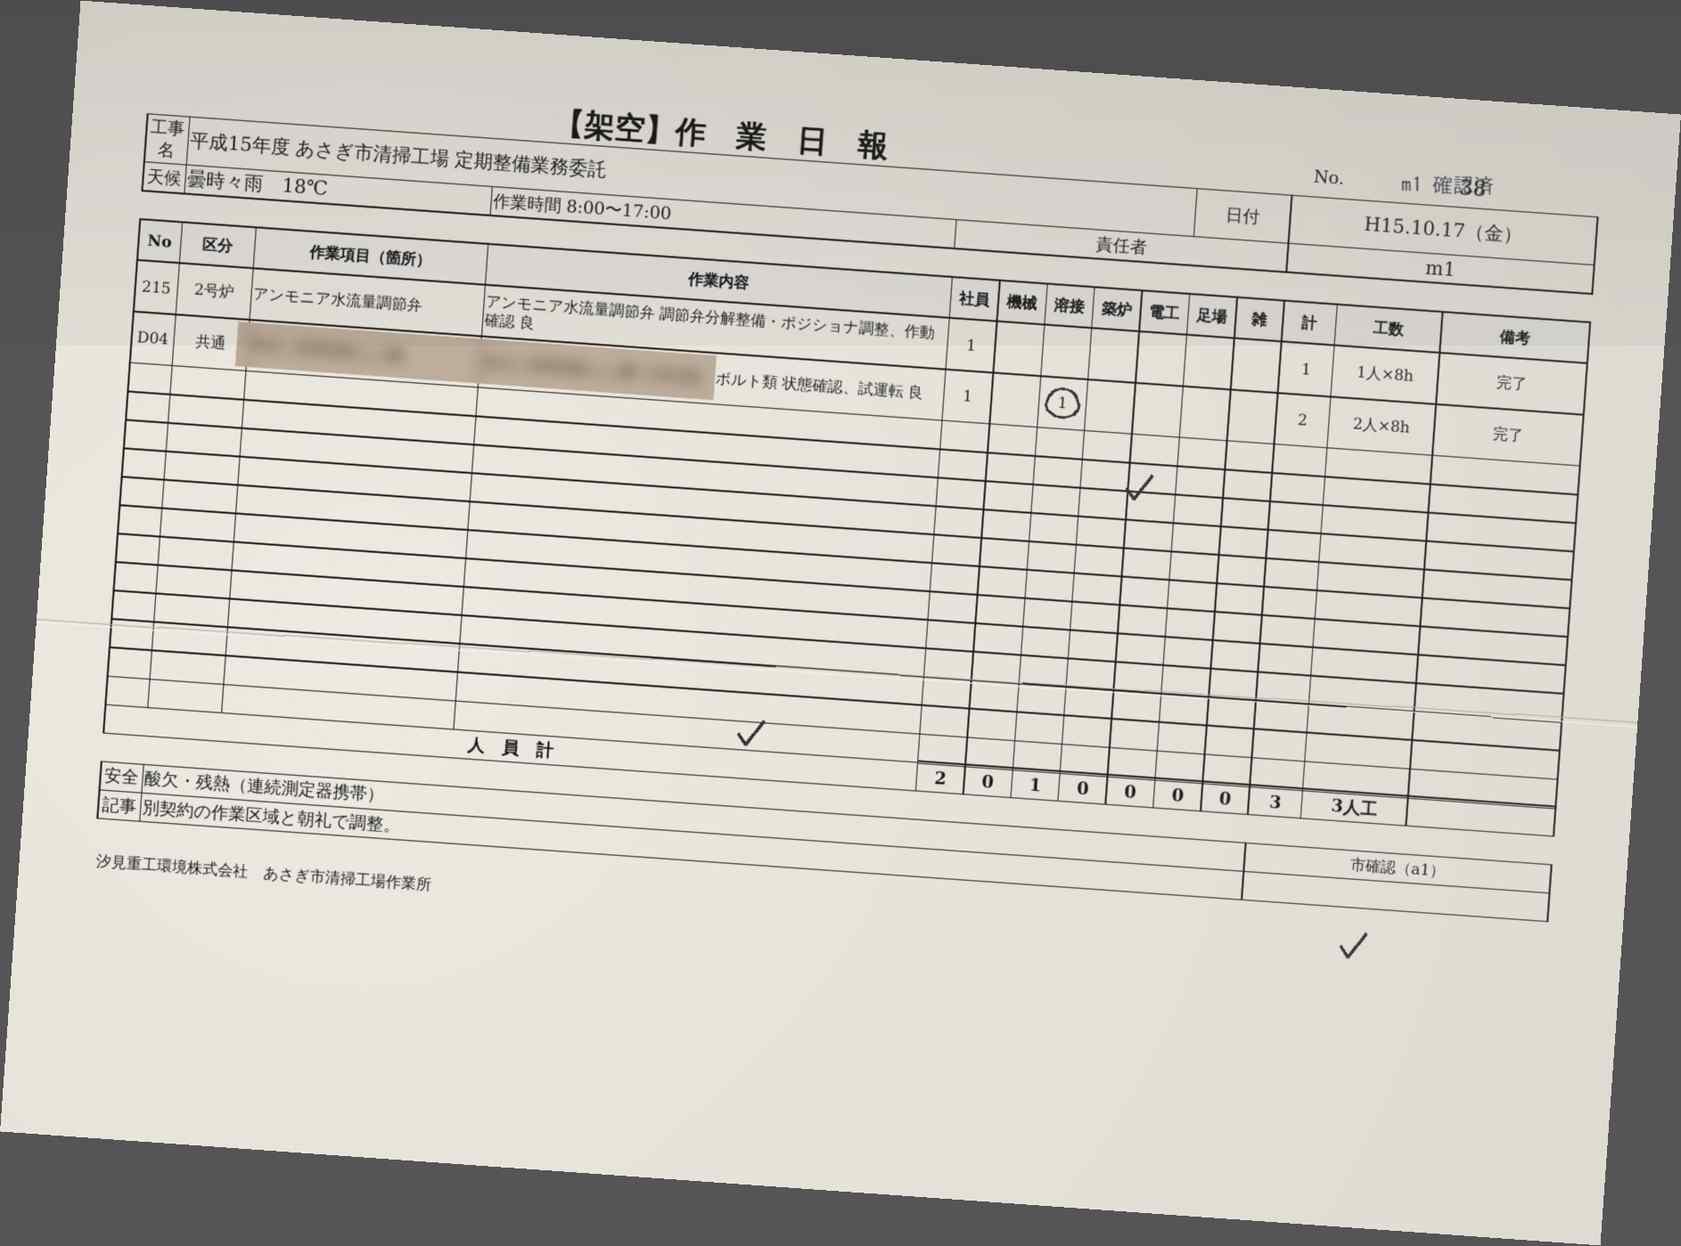 【架空】作 業 日 報
No. 38
m1 確認済
工事名 平成15年度 あさぎ市清掃工場 定期整備業務委託 日付 H15.10.17（金）
天候 曇時々雨 18℃ 作業時間 8:00〜17:00 責任者 m1
No 区分 作業項目（箇所） 作業内容 社員 機械 溶接 築炉 電工 足場 雑 計 工数 備考
215 2号炉 アンモニア水流量調節弁 アンモニア水流量調節弁 調節弁分解整備・ポジショナ調整、作動確認 良 1 1 1人×8h 完了
D04 共通 ボルト類 状態確認、試運転 良 1 1 2 2人×8h 完了
人 員 計 2 0 1 0 0 0 0 3 3人工
安全 酸欠・残熱（連続測定器携帯）
記事 別契約の作業区域と朝礼で調整。
市確認（a1）
汐見重工環境株式会社 あさぎ市清掃工場作業所